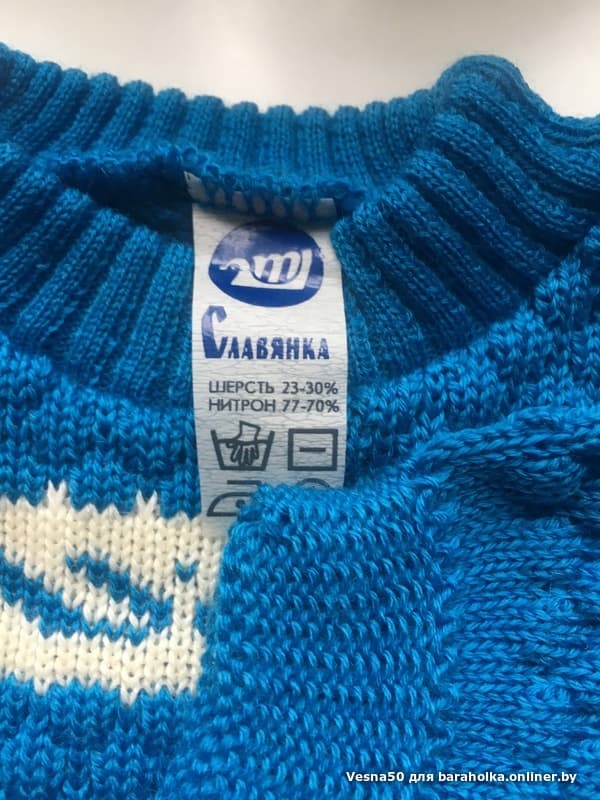 СЛАВЯНКА
ШЕРСТЬ 23-30%
НИТРОН 77-70%
Vesna50 для baraholka.onliner.by